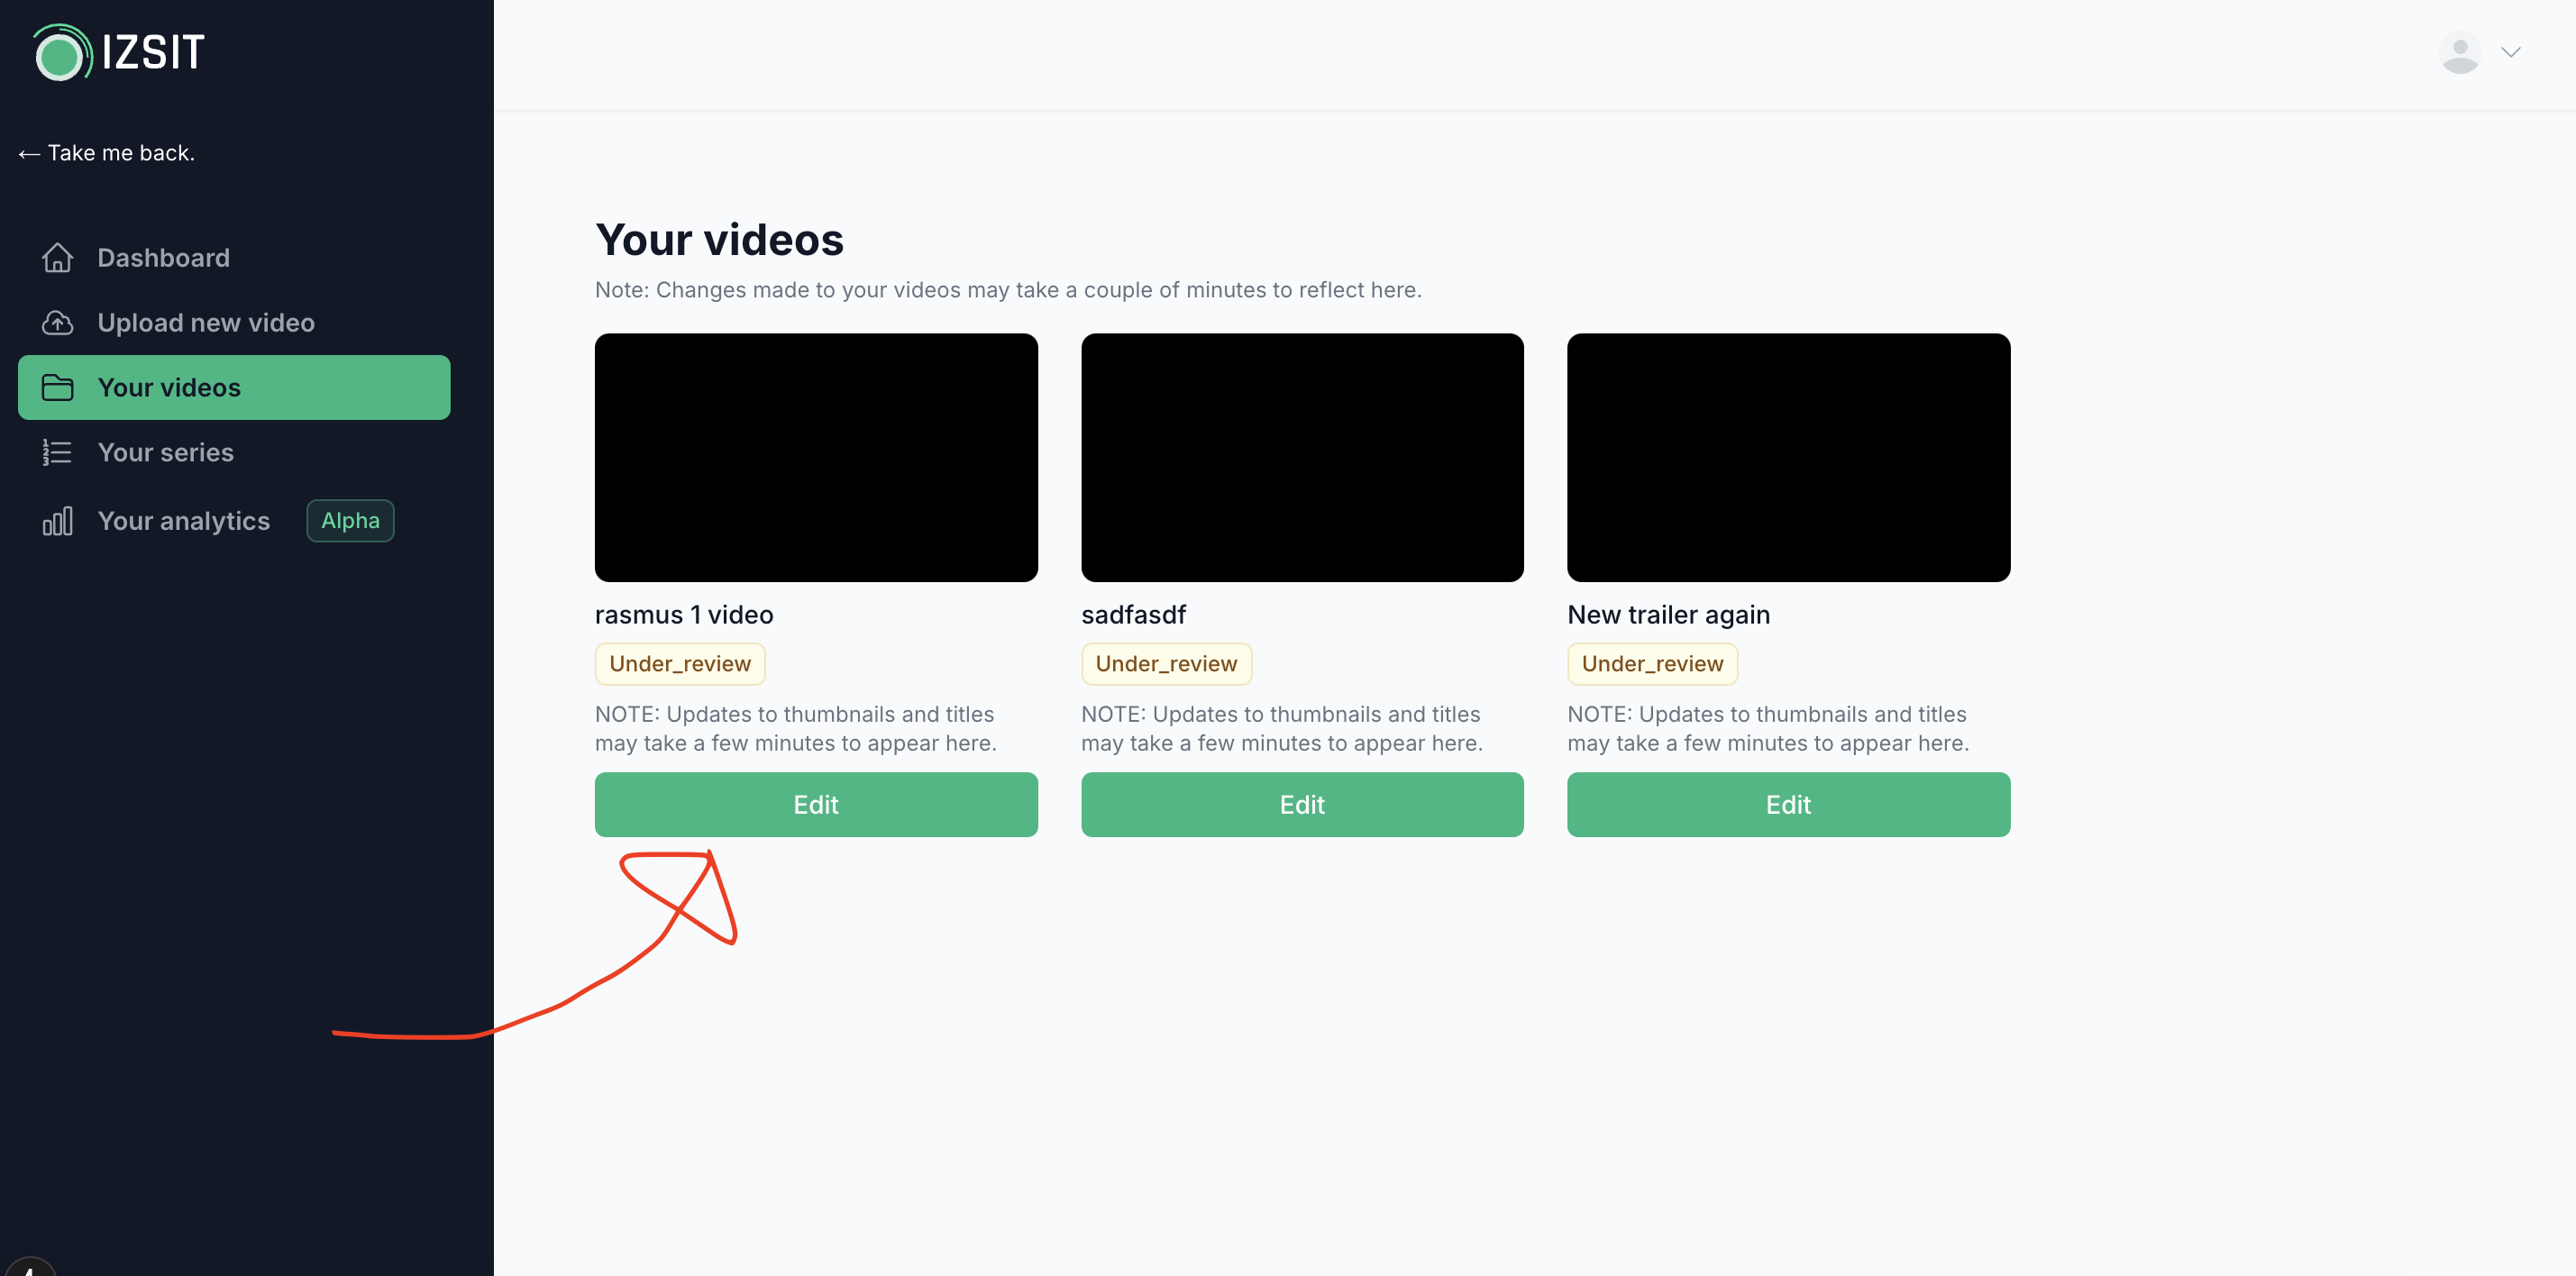 IZSIT
← Take me back.
Dashboard
Upload new video
Your videos
Your series
Your analytics Alpha
Your videos
Note: Changes made to your videos may take a couple of minutes to reflect here.
rasmus 1 video
Under_review
NOTE: Updates to thumbnails and titles
may take a few minutes to appear here.
Edit
sadfasdf
Under_review
NOTE: Updates to thumbnails and titles
may take a few minutes to appear here.
Edit
New trailer again
Under_review
NOTE: Updates to thumbnails and titles
may take a few minutes to appear here.
Edit